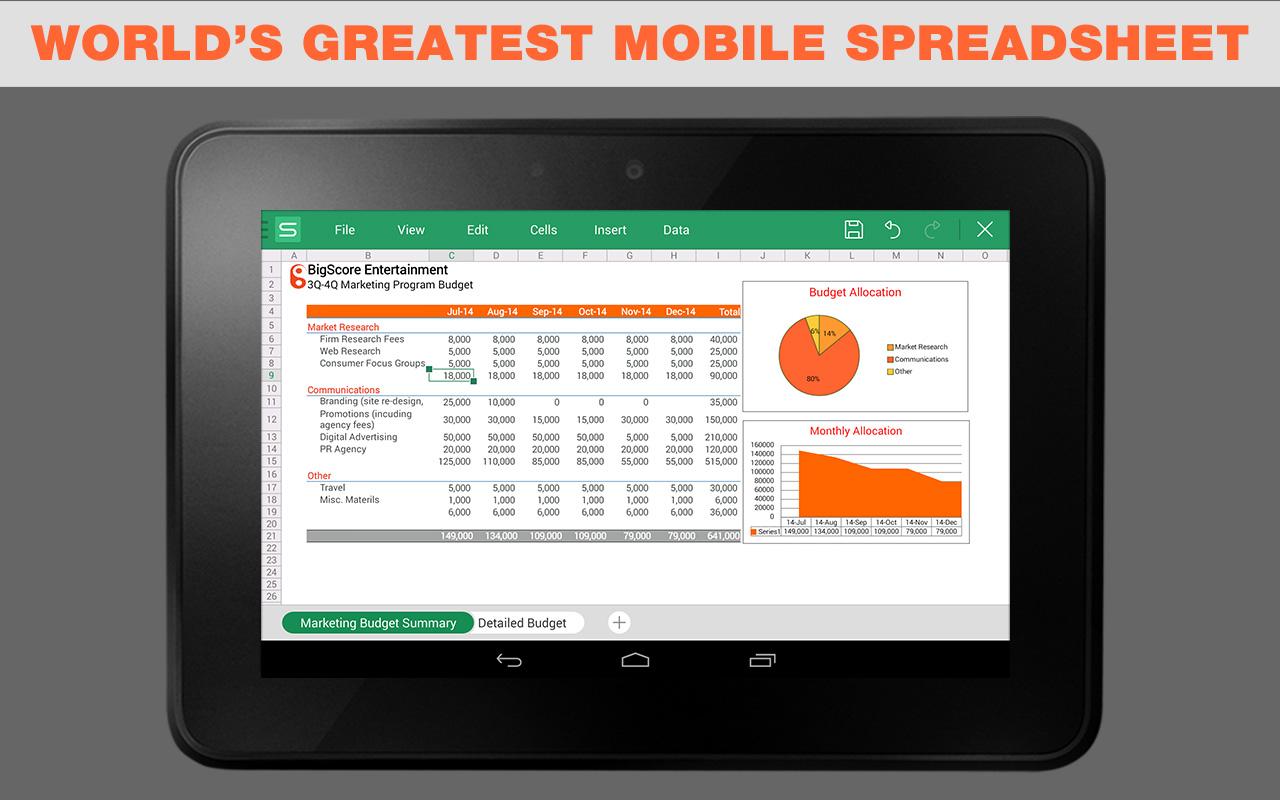 WORLD'S GREATEST MOBILE SPREADSHEET
File View Edit Cells Insert Data
A B C D E F G H I J K L M N O
1 BigScore Entertainment
2 3Q-4Q Marketing Program Budget
3
4 Jul-14 Aug-14 Sep-14 Oct-14 Nov-14 Dec-14 Total
5 Market Research
6 Firm Research Fees 8,000 8,000 8,000 8,000 8,000 8,000 40,000
7 Web Research 5,000 5,000 5,000 5,000 5,000 5,000 25,000
8 Consumer Focus Groups 5,000 5,000 5,000 5,000 5,000 5,000 25,000
9 18,000 18,000 18,000 18,000 18,000 18,000 90,000
10 Communications
11 Branding (site re-design, 25,000 10,000 0 0 0 35,000
12 Promotions (incuding
agency fees) 30,000 30,000 15,000 15,000 30,000 30,000 150,000
13 Digital Advertising 50,000 50,000 50,000 50,000 5,000 5,000 210,000
14 PR Agency 20,000 20,000 20,000 20,000 20,000 20,000 120,000
15 125,000 110,000 85,000 85,000 55,000 55,000 515,000
16 Other
17 Travel 5,000 5,000 5,000 5,000 5,000 5,000 30,000
18 Misc. Materils 1,000 1,000 1,000 1,000 1,000 1,000 6,000
19 6,000 6,000 6,000 6,000 6,000 6,000 36,000
20
21 149,000 134,000 109,000 109,000 79,000 79,000 641,000
22
23
24
25
26
Budget Allocation
6% 14%
80%
Market Research
Communications
Other
Monthly Allocation
160000
140000
120000
100000
80000
60000
40000
20000
0
14-Jul 14-Aug 14-Sep 14-Oct 14-Nov 14-Dec
Series1 149,000 134,000 109,000 109,000 79,000 79,000
Marketing Budget Summary Detailed Budget